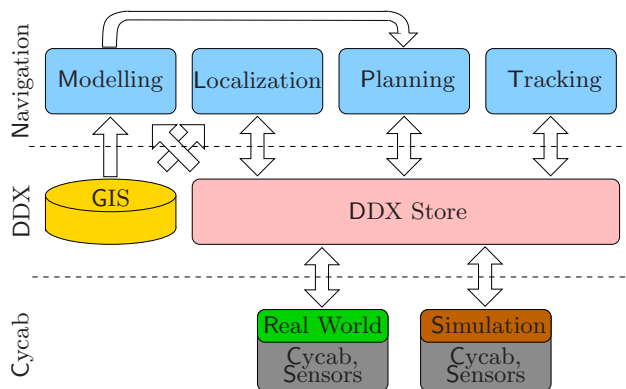 Navigation
Modelling
Localization
Planning
Tracking
DDX
GIS
DDX Store
Cycab
Real World
Cycab,
Sensors
Simulation
Cycab,
Sensors